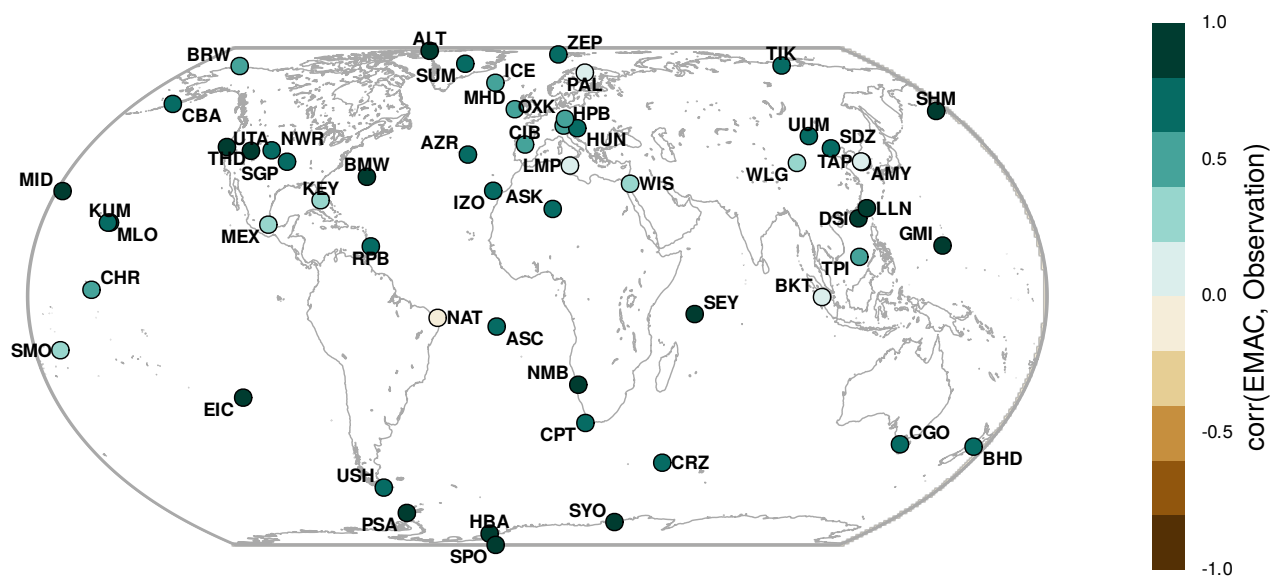 ALT
ZEP
BRW
TIK
SUM
ICE
PAL
MHD
OXK
HPB
SHM
CBA
UTA
NWR
AZR
CIB
HUN
UUM
SDZ
THD
SGP
BMW
LMP
WLG
TAP
AMY
MID
KEY
IZO
ASK
WIS
KUM
MLO
MEX
RPB
DSI
LLN
GMI
TPI
CHR
BKT
SEY
NAT
ASC
SMO
NMB
EIC
CPT
CGO
BHD
CRZ
USH
PSA
HBA
SYO
SPO
1.0
0.5
0.0
-0.5
-1.0
corr(EMAC, Observation)